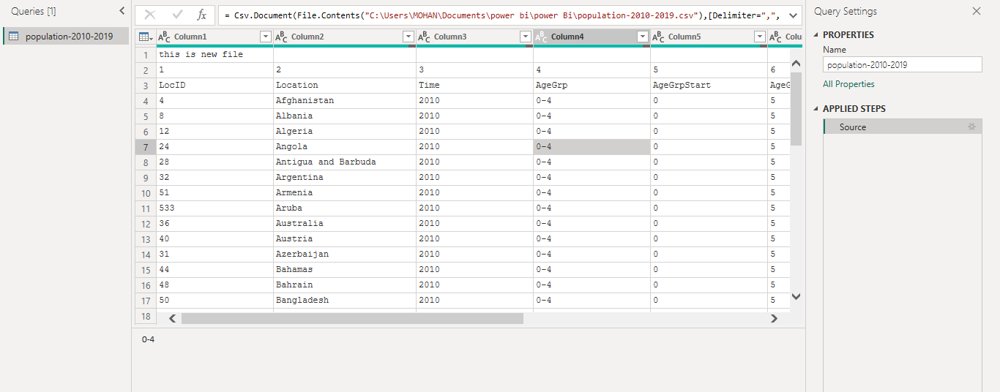 Queries [1]
population-2010-2019
fx = Csv.Document(File.Contents("C:\Users\MOHAN\Documents\power bi\power Bi\population-2010-2019.csv"),[Delimiter=",",
ABC Column1 ABC Column2 ABC Column3 ABC Column4 ABC Column5 ABC Colu
1 this is new file
2 1 2 3 4 5 6
3 LocID Location Time AgeGrp AgeGrpStart AgeG
4 4 Afghanistan 2010 0-4 0 5
5 8 Albania 2010 0-4 0 5
6 12 Algeria 2010 0-4 0 5
7 24 Angola 2010 0-4 0 5
8 28 Antigua and Barbuda 2010 0-4 0 5
9 32 Argentina 2010 0-4 0 5
10 51 Armenia 2010 0-4 0 5
11 533 Aruba 2010 0-4 0 5
12 36 Australia 2010 0-4 0 5
13 40 Austria 2010 0-4 0 5
14 31 Azerbaijan 2010 0-4 0 5
15 44 Bahamas 2010 0-4 0 5
16 48 Bahrain 2010 0-4 0 5
17 50 Bangladesh 2010 0-4 0 5
18
0-4
Query Settings
PROPERTIES
Name
population-2010-2019
All Properties
APPLIED STEPS
Source